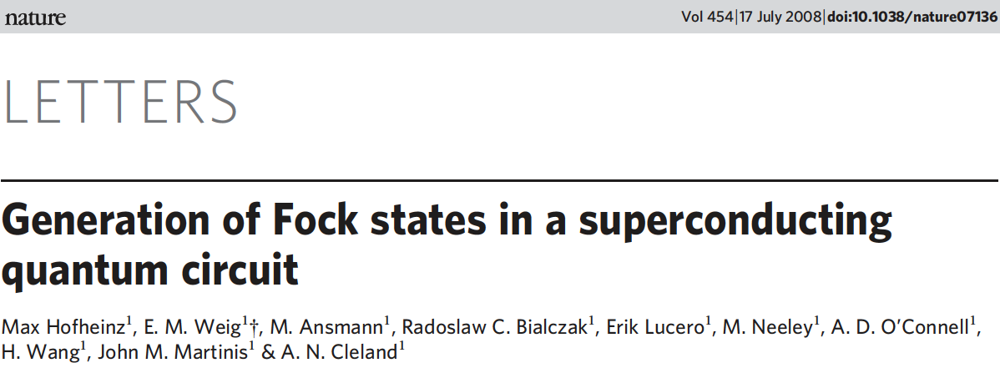 nature
Vol 454|17 July 2008|doi:10.1038/nature07136
LETTERS
Generation of Fock states in a superconducting
quantum circuit
Max Hofheinz¹, E. M. Weig¹†, M. Ansmann¹, Radoslaw C. Bialczak¹, Erik Lucero¹, M. Neeley¹, A. D. O’Connell¹,
H. Wang¹, John M. Martinis¹ & A. N. Cleland¹